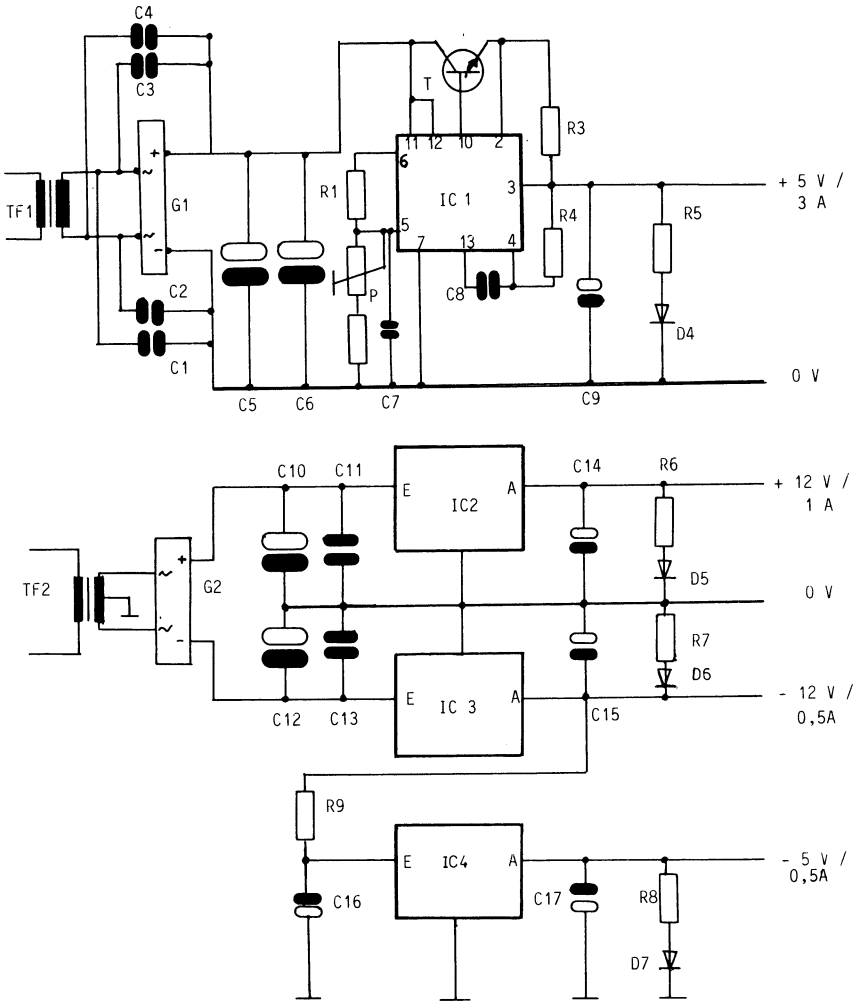 C4
C3
T
11 12 10 2
R3
6
R1
IC 1
3
+ 5 V /
3 A
TF1
+
~
G1
~
-
5
7 13 4
R4
R5
P
C8
C2
C1
D4
C5 C6 C7 C9
0 V
C10 C11 C14 R6
+ 12 V /
1 A
E IC2 A
TF2
~
+
G2
~
-
D5
0 V
R7
D6
E IC 3 A
- 12 V /
0,5A
C12 C13 C15
R9
E IC4 A
- 5 V /
0,5A
C16 C17 R8
D7